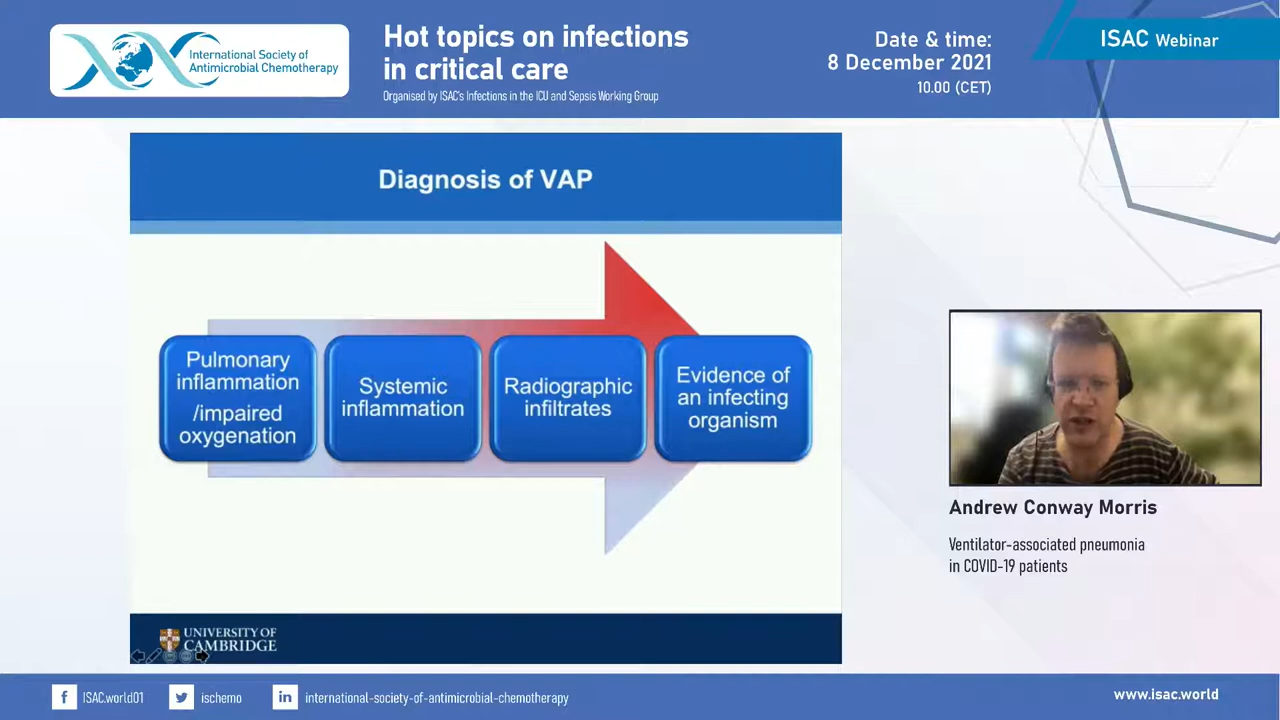 International Society of
Antimicrobial Chemotherapy
Hot topics on infections
in critical care
Organised by ISAC's Infections in the ICU and Sepsis Working Group
Date & time:
8 December 2021
10.00 (CET)
ISAC Webinar
Diagnosis of VAP
Pulmonary
inflammation
/impaired
oxygenation
Systemic
inflammation
Radiographic
infiltrates
Evidence of
an infecting
organism
UNIVERSITY OF
CAMBRIDGE
Andrew Conway Morris
Ventilator-associated pneumonia
in COVID-19 patients
f ISAC.world01
ischemo
in international-society-of-antimicrobial-chemotherapy
www.isac.world